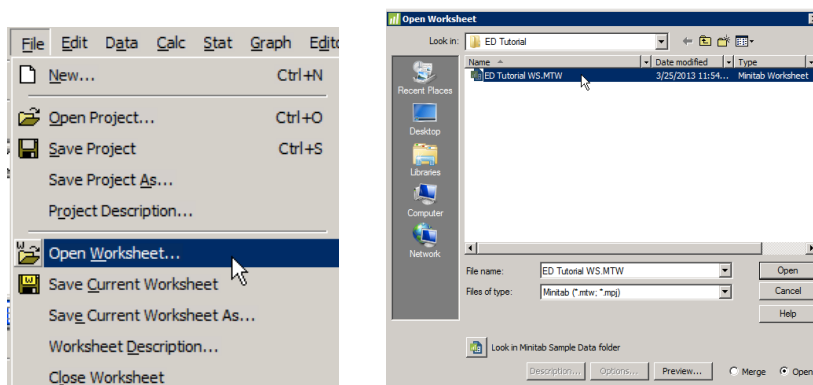 File Edit Data Calc Stat Graph
New... Ctrl+N
Open Project... Ctrl+O
Save Project Ctrl+S
Save Project As...
Project Description...
Open Worksheet...
Save Current Worksheet
Save Current Worksheet As...
Worksheet Description...
Close Worksheet
Open Worksheet
Look in: ED Tutorial
Name Date modified Type
ED Tutorial WS.MTW 3/25/2013 11:54... Minitab Worksheet
Recent Places
Desktop
Libraries
Computer
Network
File name: ED Tutorial WS.MTW Open
Files of type: Minitab (*.mtw; *.mpj) Cancel
Help
Look in Minitab Sample Data folder
Description... Options... Preview... Merge Open